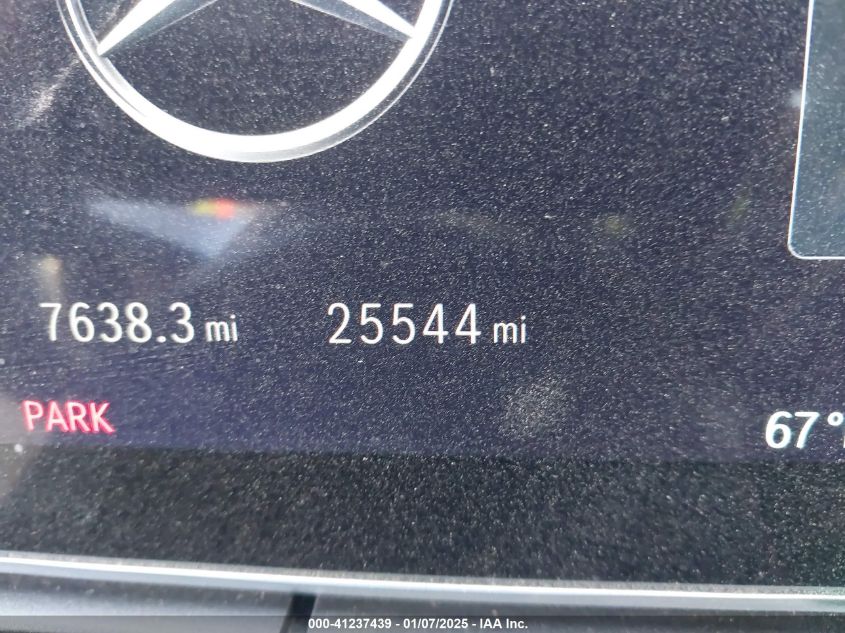 7638.3 mi 25544 mi
PARK 67°
000-41237439 - 01/07/2025 - IAA Inc.